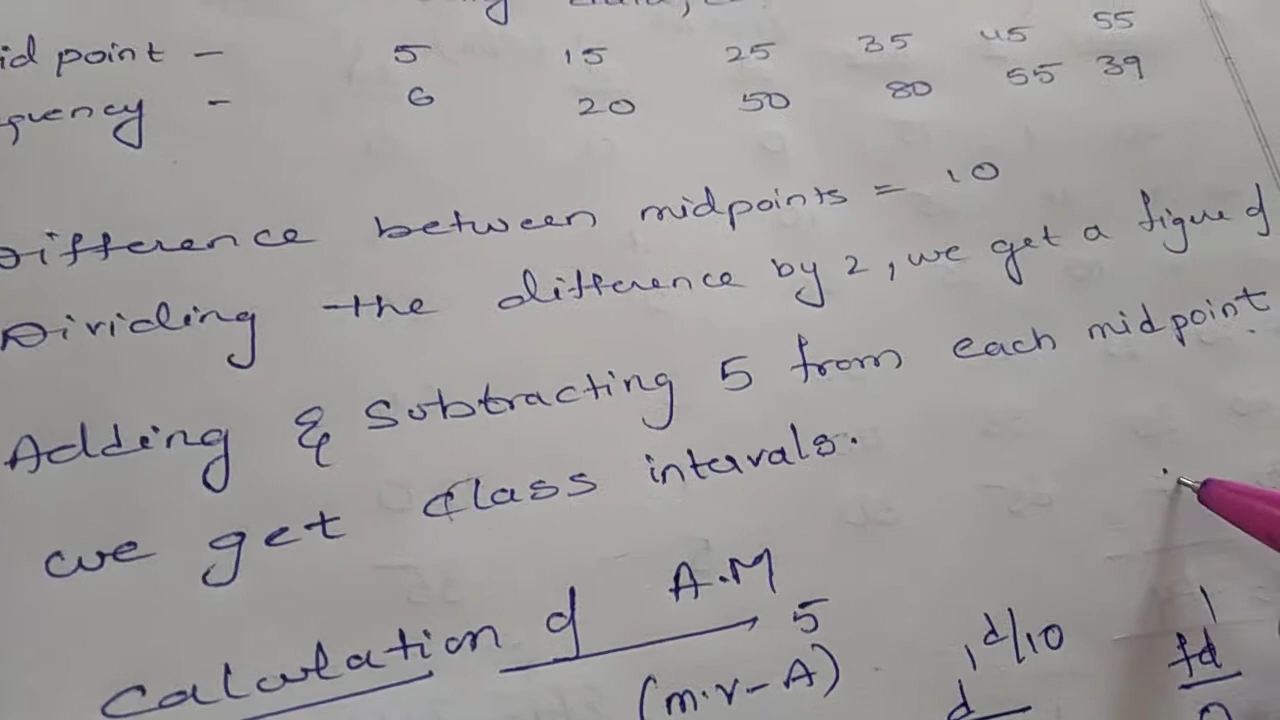 id point - 5 15 25 35 45 55
quency - 6 20 50 80 55 39
Difference between midpoints = 10
Dividing the difference by 2, we get a figure of
Adding & Subtracting 5 from each midpoint
we get class intervals.
Calculation of A.M
5
(m.v-A) d/10 fd
d